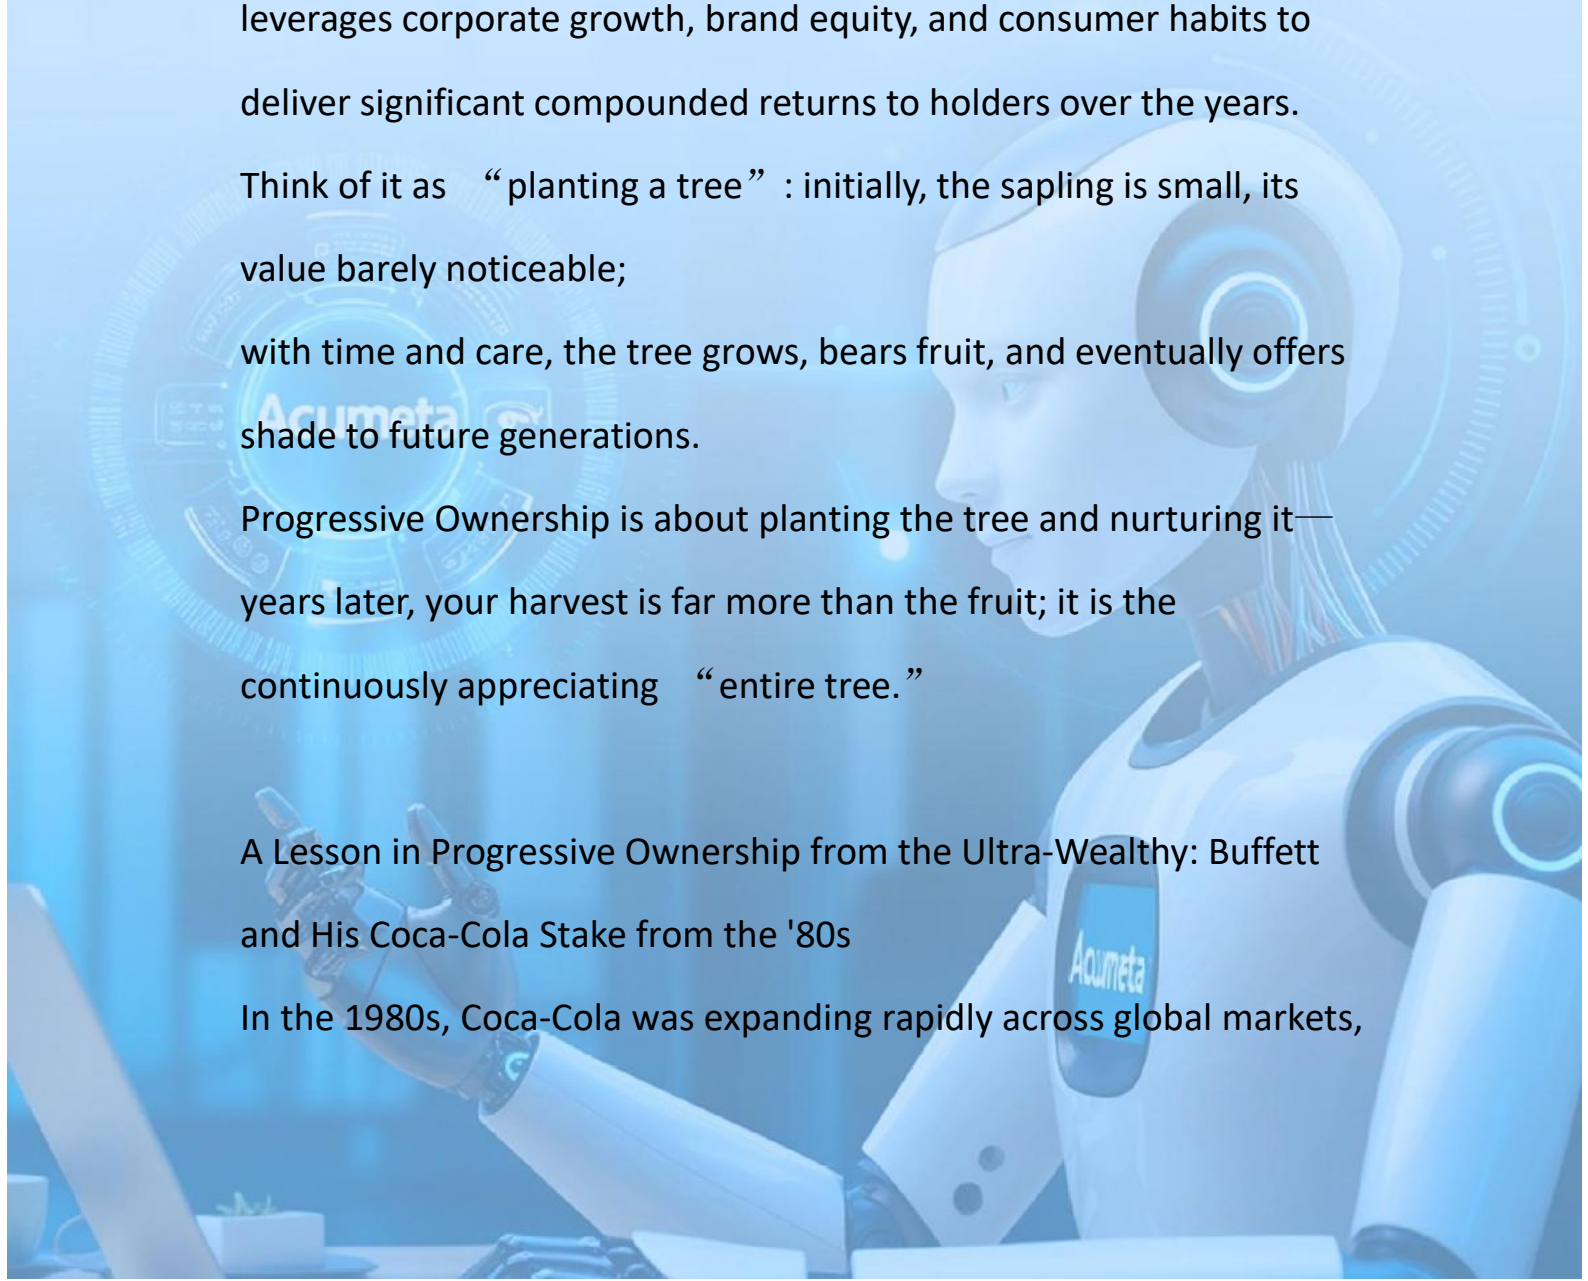 leverages corporate growth, brand equity, and consumer habits to
deliver significant compounded returns to holders over the years.
Think of it as “planting a tree”: initially, the sapling is small, its
value barely noticeable;
with time and care, the tree grows, bears fruit, and eventually offers
Acumeta
shade to future generations.
Progressive Ownership is about planting the tree and nurturing it—
years later, your harvest is far more than the fruit; it is the
continuously appreciating “entire tree.”
A Lesson in Progressive Ownership from the Ultra-Wealthy: Buffett
and His Coca-Cola Stake from the '80s
Acumeta
In the 1980s, Coca-Cola was expanding rapidly across global markets,